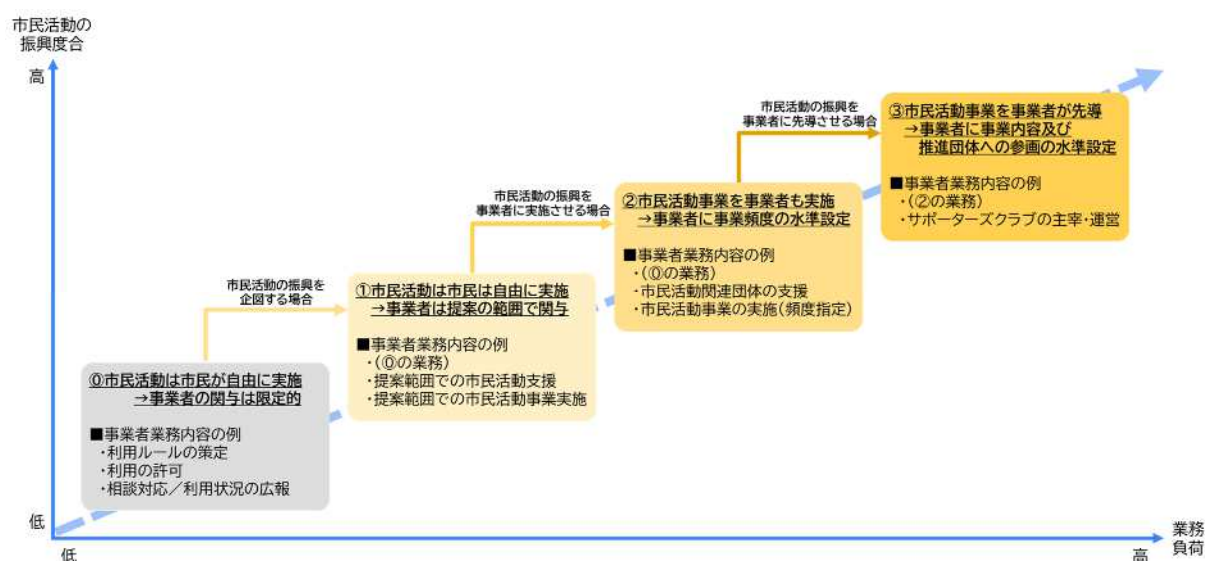 市民活動の
振興度合
高
市民活動の振興を
事業者に先導させる場合
③市民活動事業を事業者が先導
→事業者に事業内容及び
推進団体への参画の水準設定
■事業者業務内容の例
・(②の業務)
・サポーターズクラブの主宰・運営
市民活動の振興を
事業者に実施させる場合
②市民活動事業を事業者も実施
→事業者に事業頻度の水準設定
■事業者業務内容の例
・(⓪の業務)
・市民活動関連団体の支援
・市民活動事業の実施(頻度指定)
市民活動の振興を
企図する場合
①市民活動は市民は自由に実施
→事業者は提案の範囲で関与
■事業者業務内容の例
・(⓪の業務)
・提案範囲での市民活動支援
・提案範囲での市民活動事業実施
⓪市民活動は市民が自由に実施
→事業者の関与は限定的
■事業者業務内容の例
・利用ルールの策定
・利用の許可
・相談対応／利用状況の広報
低
低
高
業務
負荷